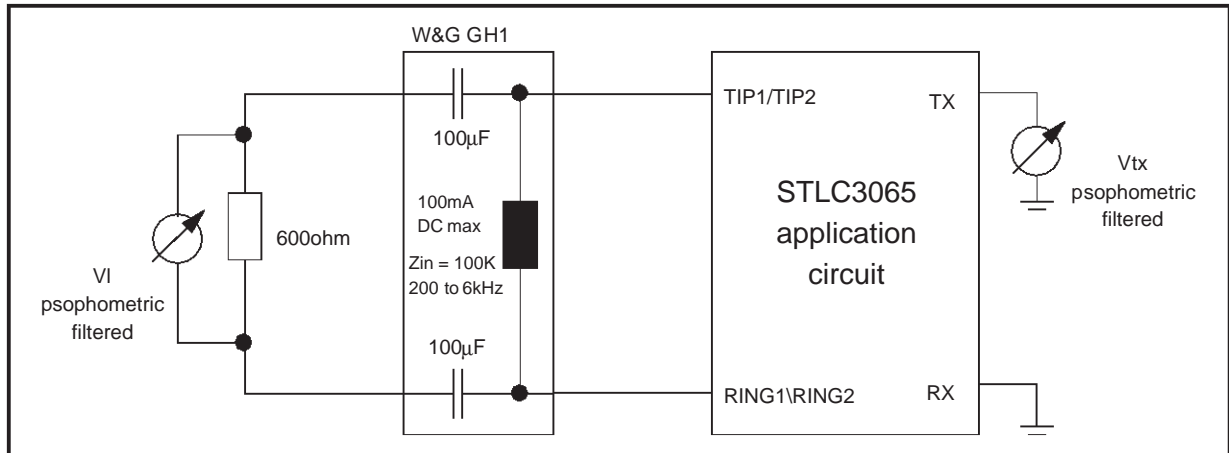 W&G GH1
100μF
100mA
DC max
Zin = 100K
200 to 6kHz
100μF
600ohm
Vl
psophometric
filtered
TIP1/TIP2
TX
STLC3065
application
circuit
RING1\RING2
RX
Vtx
psophometric
filtered